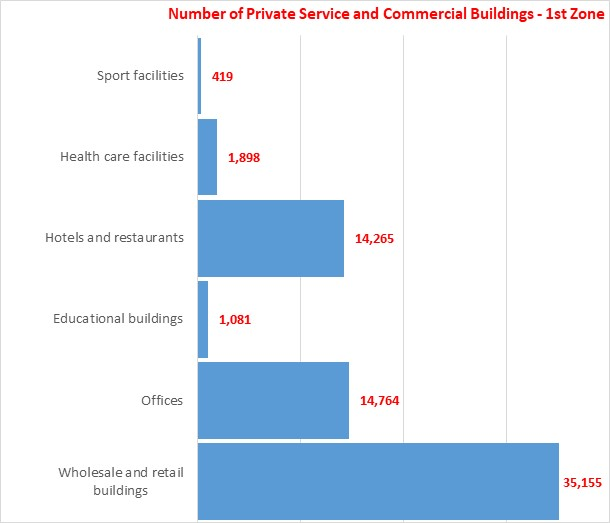 Number of Private Service and Commercial Buildings - 1st Zone
Sport facilities 419
Health care facilities 1,898
Hotels and restaurants 14,265
Educational buildings 1,081
Offices 14,764
Wholesale and retail
buildings 35,155